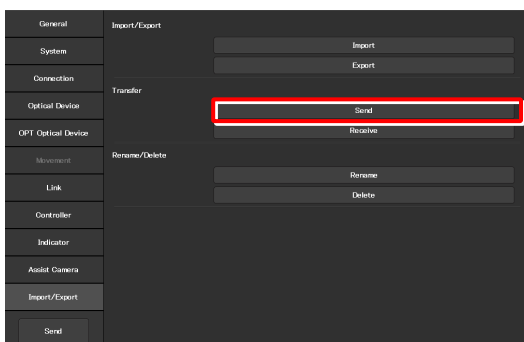 General
System
Connection
Optical Device
OPT Optical Device
Movement
Link
Controller
Indicator
Assist Camera
Import/Export
Send
Import/Export
Import
Export
Transfer
Send
Receive
Rename/Delete
Rename
Delete